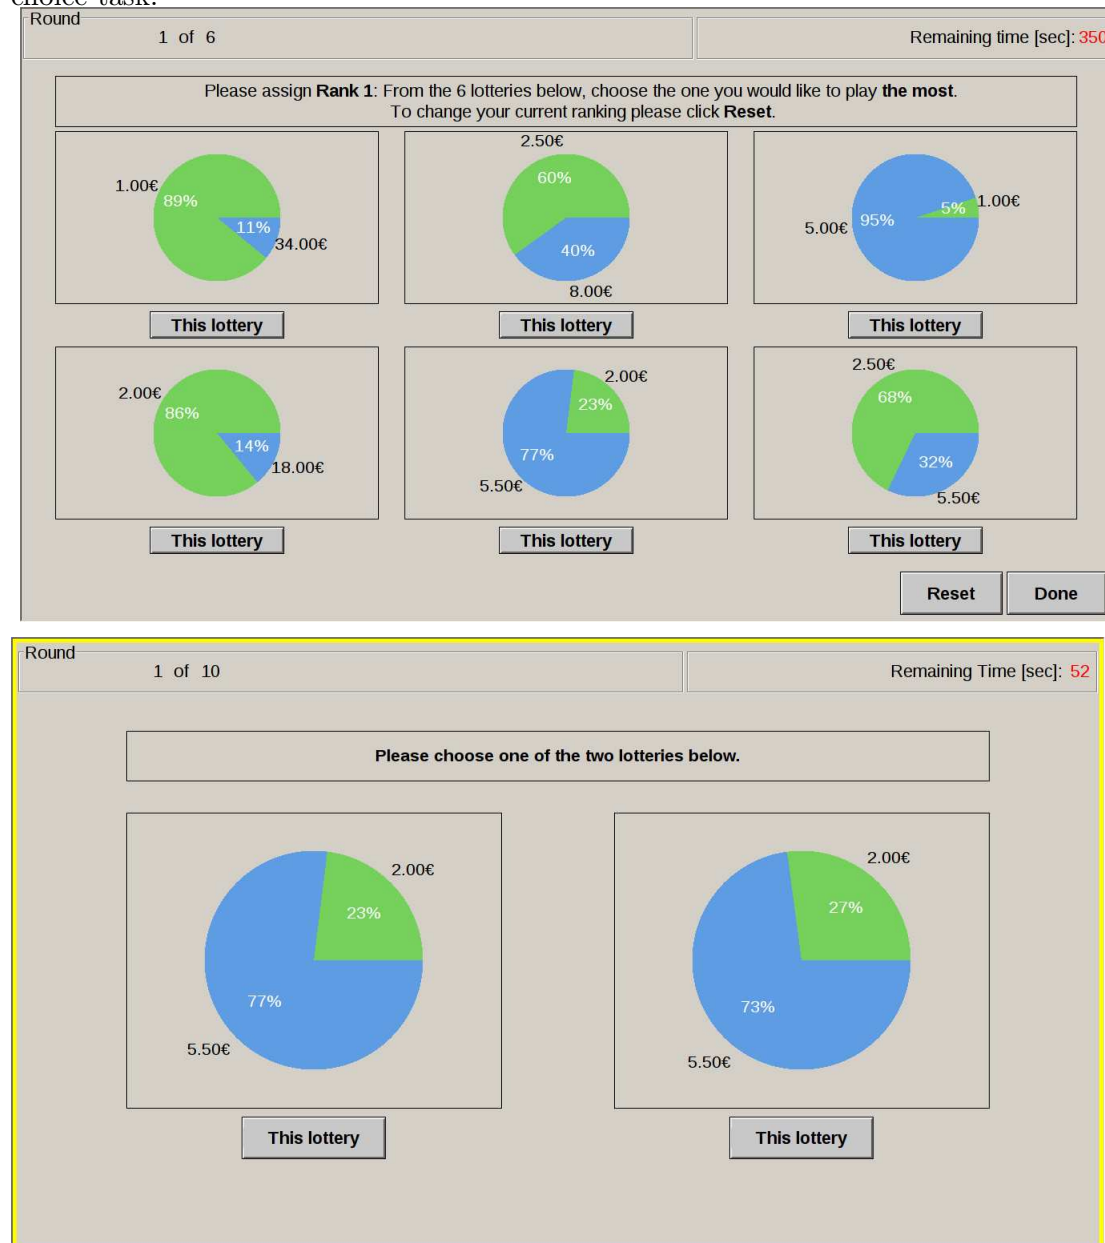 choice task.
Round
1 of 6
Remaining time [sec]: 350
Please assign Rank 1: From the 6 lotteries below, choose the one you would like to play the most.
To change your current ranking please click Reset.
1.00€
89%
11%
34.00€
2.50€
60%
40%
8.00€
5.00€
95%
5%
1.00€
This lottery
This lottery
This lottery
2.00€
86%
14%
18.00€
2.00€
23%
77%
5.50€
2.50€
68%
32%
5.50€
This lottery
This lottery
This lottery
Reset
Done
Round
1 of 10
Remaining Time [sec]: 52
Please choose one of the two lotteries below.
2.00€
23%
77%
5.50€
2.00€
27%
73%
5.50€
This lottery
This lottery